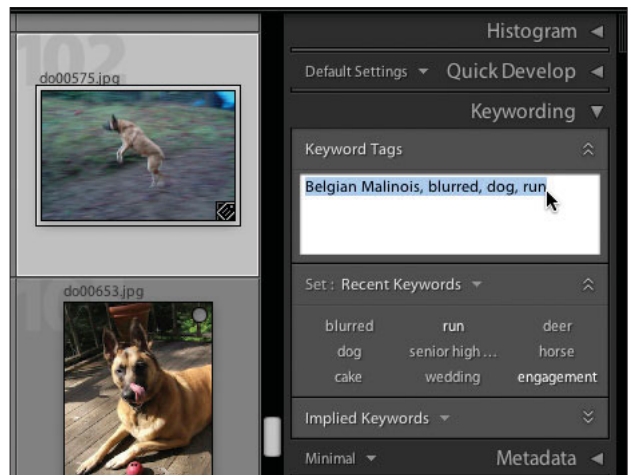 102
do00575.jpg
do00653.jpg
Histogram
Default Settings Quick Develop
Keywording
Keyword Tags
Belgian Malinois, blurred, dog, run
Set : Recent Keywords
blurred run deer
dog senior high ... horse
cake wedding engagement
Implied Keywords
Minimal Metadata